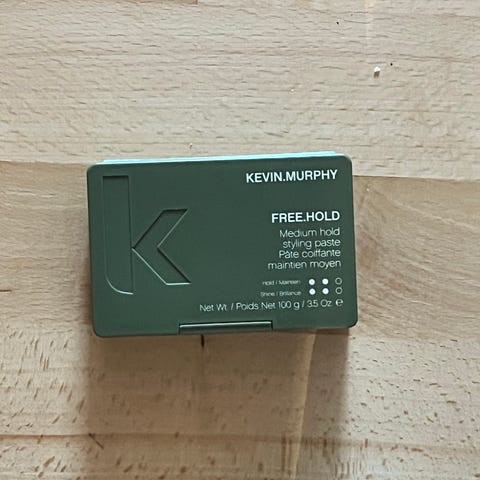 KEVIN.MURPHY
FREE.HOLD
Medium hold
styling paste
Pâte coiffante
maintien moyen
Hold / Maintien
Shine / Brillance
Net Wt. / Poids Net 100 g / 3.5 Oz ℮
K